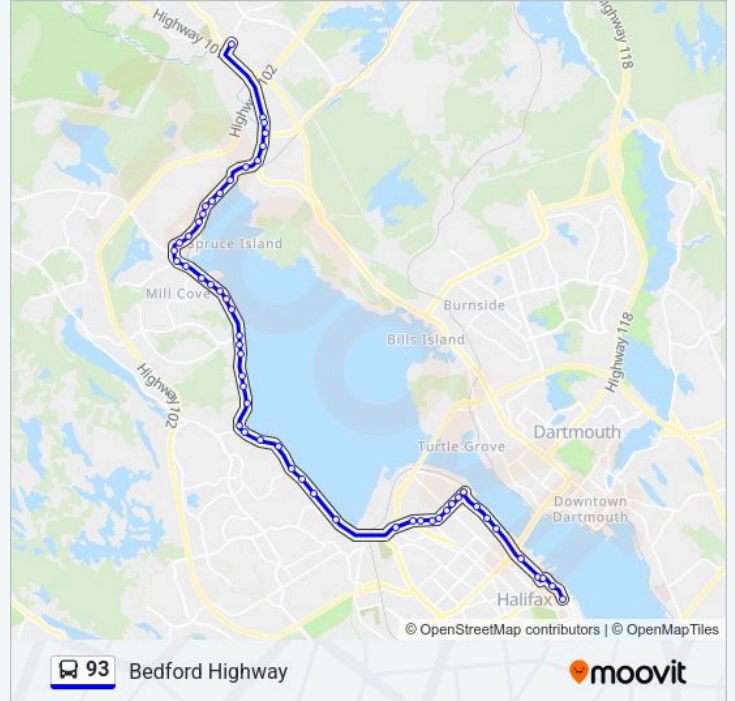 Highway 10
Highway 118
Highway 102
Spruce Island
Mill Cove
Burnside
Bills Island
Highway 118
Highway 102
Turtle Grove
Dartmouth
Downtown
Dartmouth
Halifax
© OpenStreetMap contributors | © OpenMapTiles
93 Bedford Highway
moovit